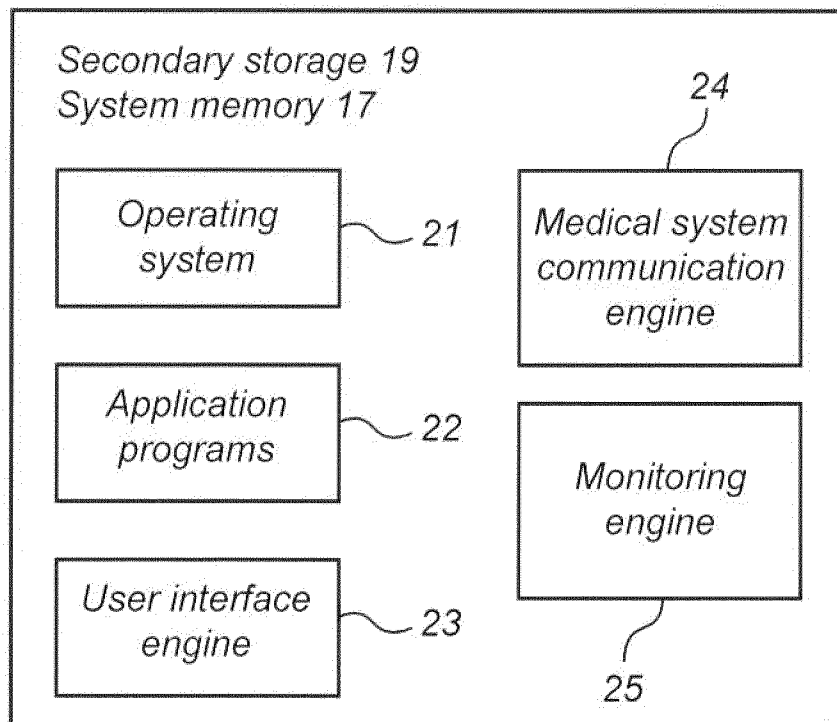 Secondary storage 19
System memory 17
Operating
system
21
Application
programs
22
User interface
engine
23
24
Medical system
communication
engine
Monitoring
engine
25